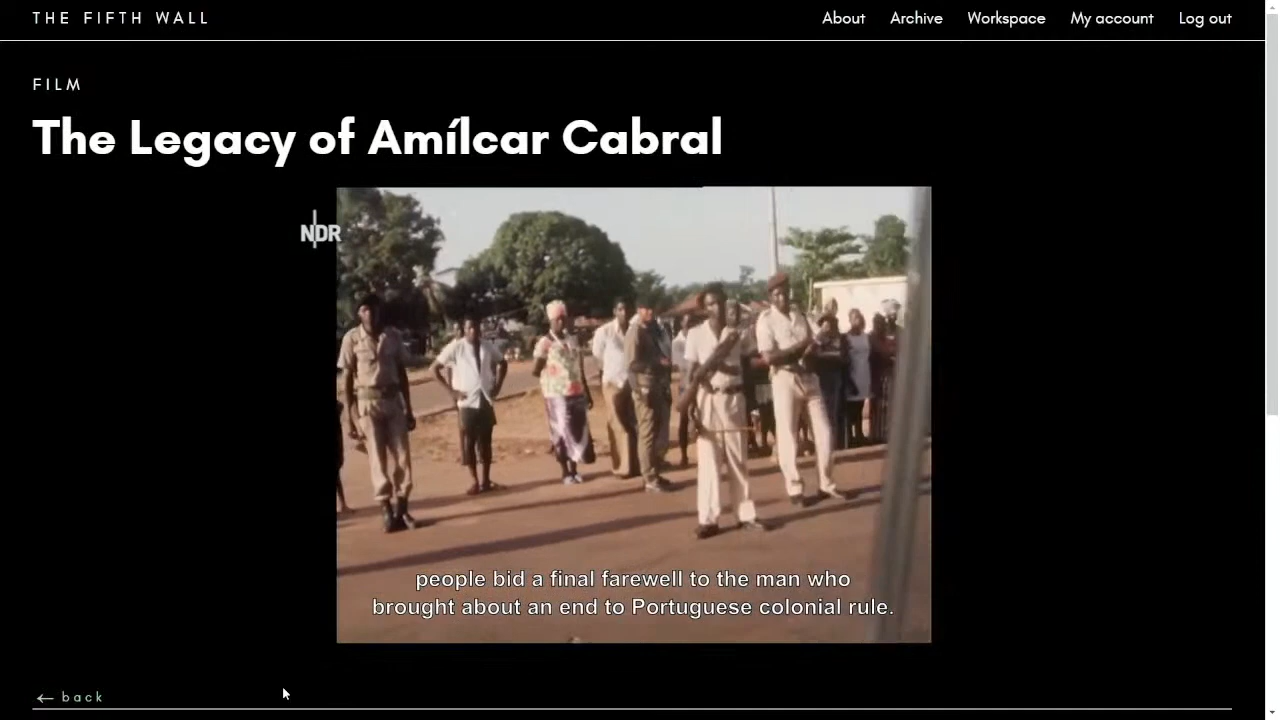 THE FIFTH WALL
About Archive Workspace My account Log out
FILM
The Legacy of Amílcar Cabral
NDR
people bid a final farewell to the man who
brought about an end to Portuguese colonial rule.
← back